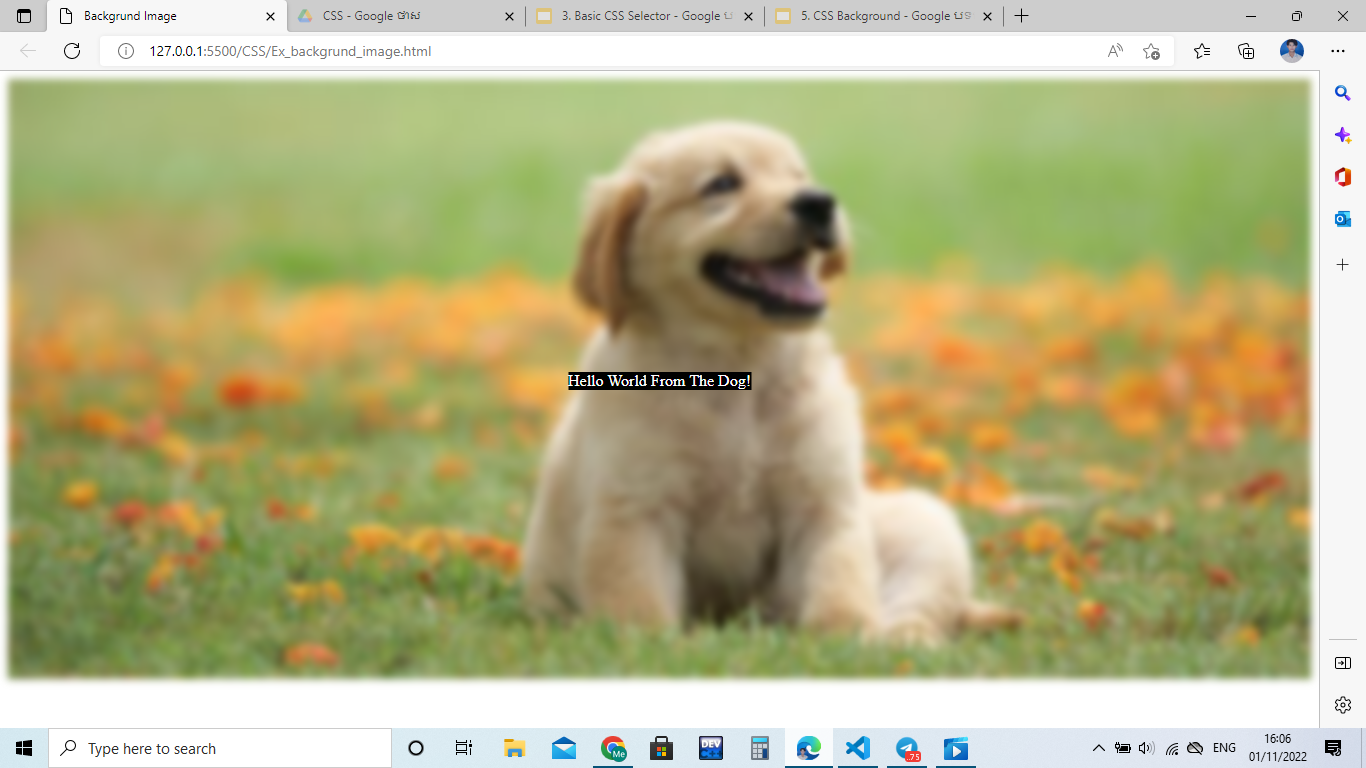 Background Image
CSS - Google ថាស
3. Basic CSS Selector - Google
5. CSS Background - Google
127.0.0.1:5500/CSS/Ex_backgrund_image.html
Hello World From The Dog!
Type here to search
Me
DEV
.75
ENG
16:06
01/11/2022